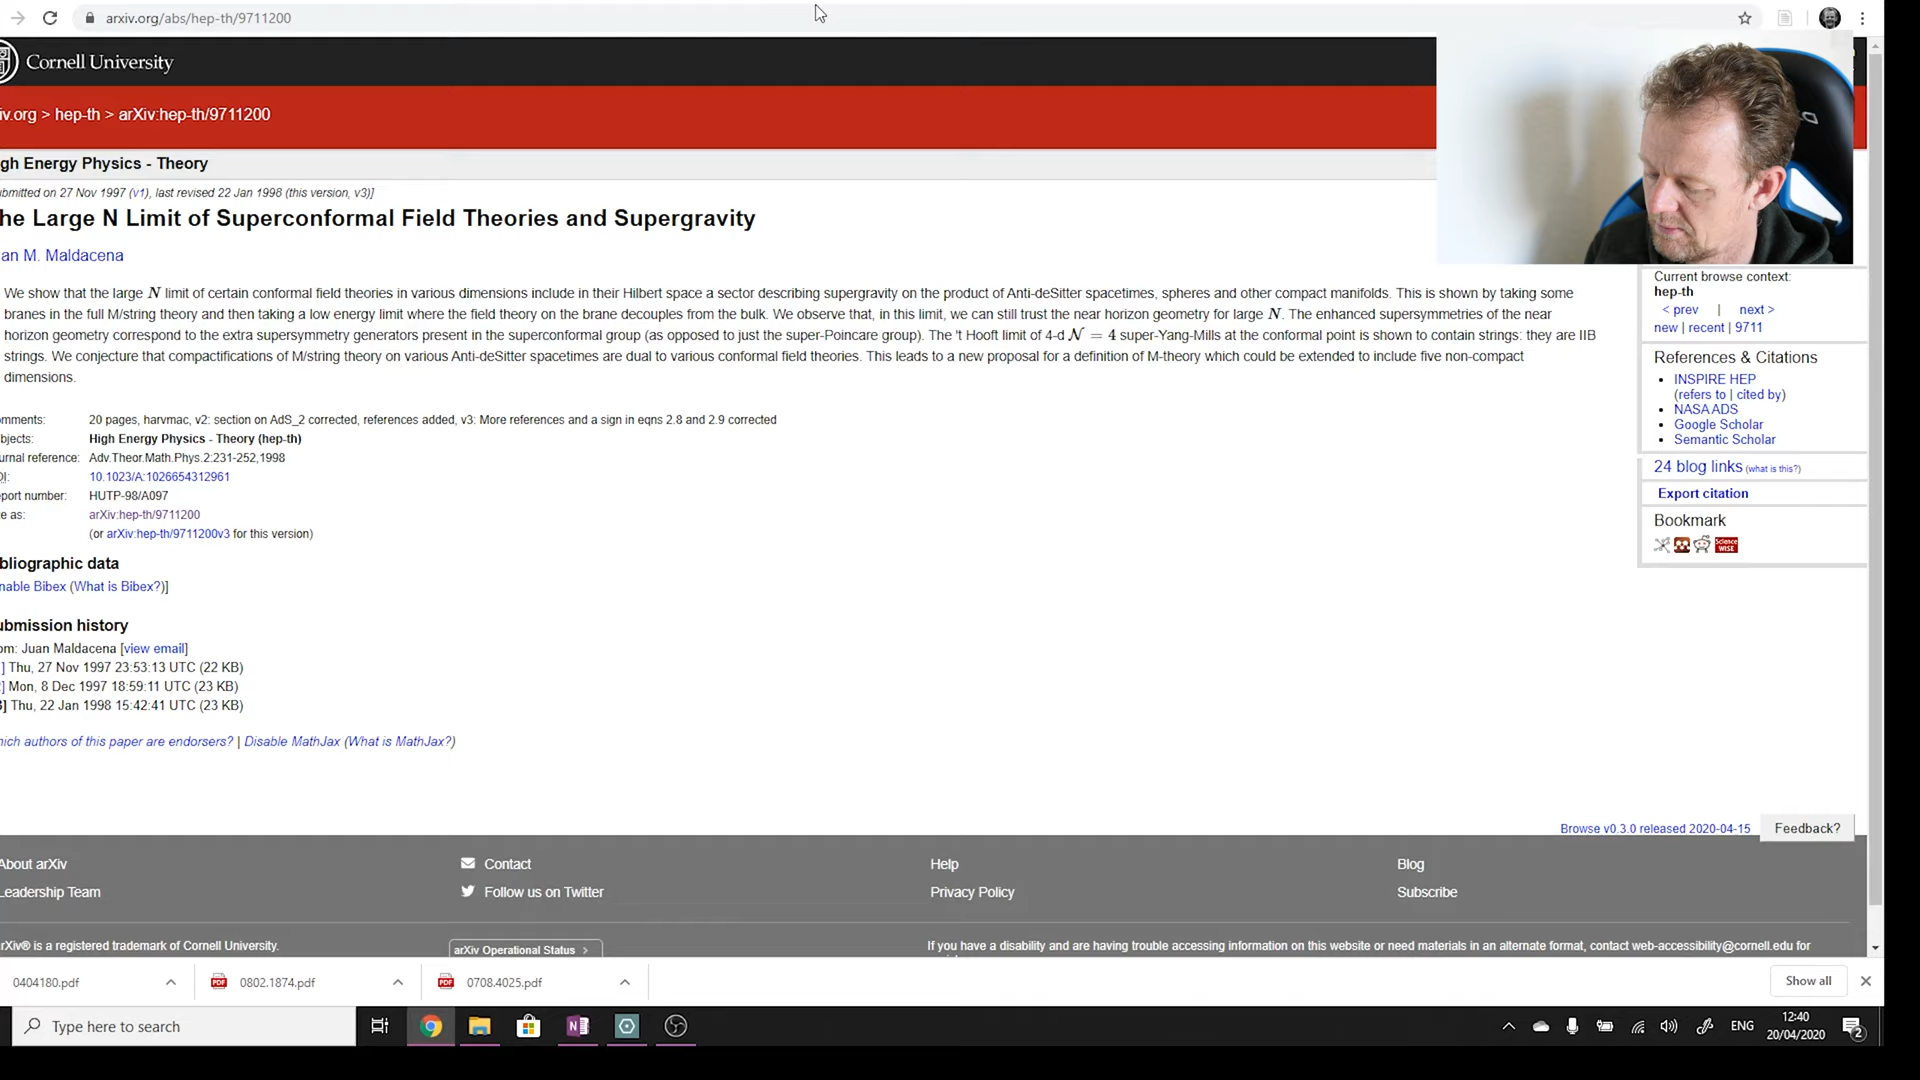 arxiv.org/abs/hep-th/9711200
Cornell University
iv.org > hep-th > arXiv:hep-th/9711200
gh Energy Physics - Theory
ubmitted on 27 Nov 1997 (v1), last revised 22 Jan 1998 (this version, v3)]
he Large N Limit of Superconformal Field Theories and Supergravity
an M. Maldacena
We show that the large N limit of certain conformal field theories in various dimensions include in their Hilbert space a sector describing supergravity on the product of Anti-deSitter spacetimes, spheres and other compact manifolds. This is shown by taking some
branes in the full M/string theory and then taking a low energy limit where the field theory on the brane decouples from the bulk. We observe that, in this limit, we can still trust the near horizon geometry for large N. The enhanced supersymmetries of the near
horizon geometry correspond to the extra supersymmetry generators present in the superconformal group (as opposed to just the super-Poincare group). The 't Hooft limit of 4-d 𝒩 = 4 super-Yang-Mills at the conformal point is shown to contain strings: they are IIB
strings. We conjecture that compactifications of M/string theory on various Anti-deSitter spacetimes are dual to various conformal field theories. This leads to a new proposal for a definition of M-theory which could be extended to include five non-compact
dimensions.
mments: 20 pages, harvmac, v2: section on AdS_2 corrected, references added, v3: More references and a sign in eqns 2.8 and 2.9 corrected
bjects: High Energy Physics - Theory (hep-th)
urnal reference: Adv.Theor.Math.Phys.2:231-252,1998
OI: 10.1023/A:1026654312961
eport number: HUTP-98/A097
te as: arXiv:hep-th/9711200
(or arXiv:hep-th/9711200v3 for this version)
bliographic data
nable Bibex (What is Bibex?)]
ubmission history
om: Juan Maldacena [view email]
] Thu, 27 Nov 1997 23:53:13 UTC (22 KB)
] Mon, 8 Dec 1997 18:59:11 UTC (23 KB)
3] Thu, 22 Jan 1998 15:42:41 UTC (23 KB)
hich authors of this paper are endorsers? | Disable MathJax (What is MathJax?)
Current browse context:
hep-th
< prev | next >
new | recent | 9711
References & Citations
INSPIRE HEP
(refers to | cited by)
NASA ADS
Google Scholar
Semantic Scholar
24 blog links (what is this?)
Export citation
Bookmark
Science
WISE
Browse v0.3.0 released 2020-04-15 Feedback?
About arXiv
Leadership Team
Contact
Follow us on Twitter
Help
Privacy Policy
Blog
Subscribe
rXiv® is a registered trademark of Cornell University.
arXiv Operational Status >
If you have a disability and are having trouble accessing information on this website or need materials in an alternate format, contact web-accessibility@cornell.edu for
0404180.pdf
PDF 0802.1874.pdf
PDF 0708.4025.pdf
Show all
Type here to search
N
ENG
12:40
20/04/2020
2